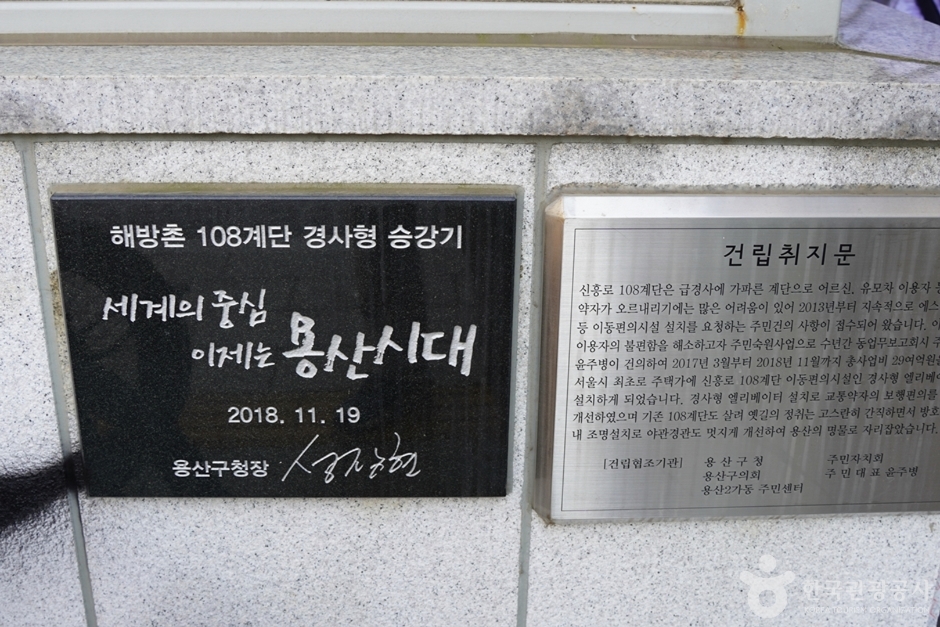 해방촌 108계단 경사형 승강기
세계의 중심
이제는 용산시대
2018. 11. 19
용산구청장 성장현
건립취지문
신흥로 108계단은 급경사에 가파른 계단으로 어르신, 유모차 이용자
약자가 오르내리기에는 많은 어려움이 있어 2013년부터 지속적으로 에스
등 이동편의시설 설치를 요청하는 주민건의 사항이 접수되어 왔습니다.
이용자의 불편함을 해소하고자 주민숙원사업으로 수년간 동업무보고회시 주
윤주병이 건의하여 2017년 3월부터 2018년 11월까지 총사업비 29여억원
서울시 최초로 주택가에 신흥로 108계단 이동편의시설인 경사형 엘리베이
설치하게 되었습니다. 경사형 엘리베이터 설치로 교통약자의 보행편의를
개선하였으며 기존 108계단도 살려 옛길의 정취는 고스란히 간직하면서 방호
내 조명설치로 야관경관도 멋지게 개선하여 용산의 명물로 자리잡았습니다.
[건립협조기관] 용산구청 주민자치회
용산구의회 주민대표 윤주병
용산2가동 주민센터
한국관광공사